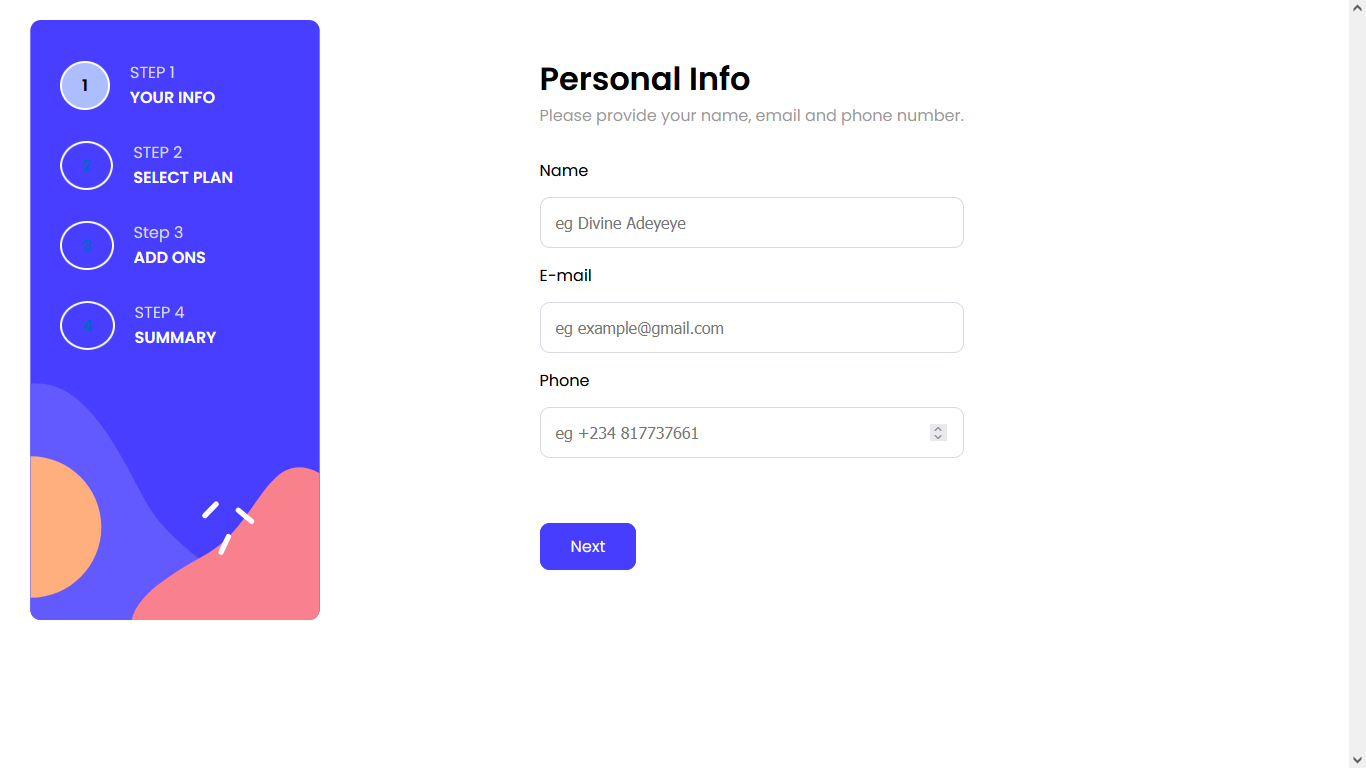 1
STEP 1
YOUR INFO
2
STEP 2
SELECT PLAN
3
Step 3
ADD ONS
4
STEP 4
SUMMARY
Personal Info
Please provide your name, email and phone number.
Name
eg Divine Adeyeye
E-mail
eg example@gmail.com
Phone
eg +234 817737661
Next